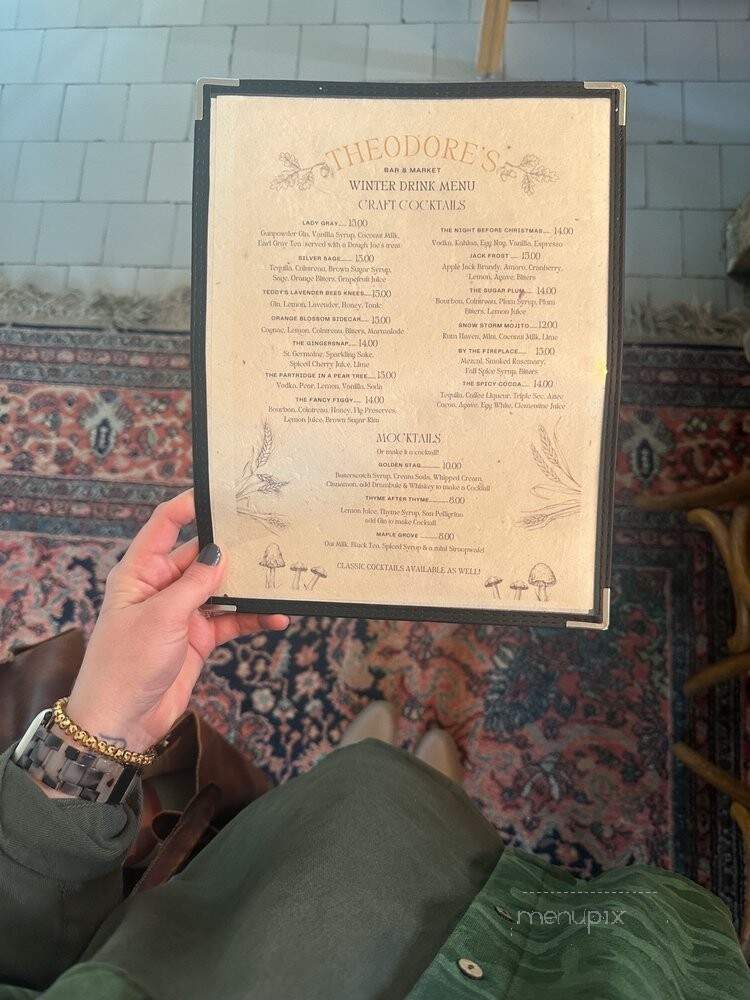 THEODORE'S
BAR & MARKET
WINTER DRINK MENU
CRAFT COCKTAILS
LADY GRAY.... 15.00
Gunpowder Gin, Vanilla Syrup, Coconut Milk,
Earl Gray Tea (served with a Dough Joe's treat)
SILVER SAGE..... 15.00
Tequila, Cointreau, Brown Sugar Syrup,
Sage, Orange Bitters, Grapefruit Juice
TEDDY'S LAVENDER BEES KNEES....15.00
Gin, Lemon, Lavender, Honey, Tonic
ORANGE BLOSSOM SIDECAR.... 15.00
Cognac, Lemon, Cointreau, Bitters, Marmalade
THE GINGERSNAP.... 14.00
St. Germaine, Sparkling Sake,
Spiced Cherry Juice, Lime
THE PARTRIDGE IN A PEAR TREE....15.00
Vodka, Pear, Lemon, Vanilla, Soda
THE FANCY FIGGY.... 14.00
Bourbon, Cointreau, Honey, Fig Preserves,
Lemon Juice, Brown Sugar Rim
THE NIGHT BEFORE CHRISTMAS.... 14.00
Vodka, Kahlua, Egg Nog, Vanilla, Espresso
JACK FROST .... 15.00
Apple Jack Brandy, Amaro, Cranberry,
Lemon, Agave, Bitters
THE SUGAR PLUM.... 14.00
Bourbon, Cointreau, Plum Syrup, Plum
Bitters, Lemon Juice
SNOW STORM MOJITO....12.00
Rum Haven, Mint, Coconut Milk, Lime
BY THE FIREPLACE..... 15.00
Mezcal, Smoked Rosemary,
Fall Spice Syrup, Bitters
THE SPICY COCOA.... 14.00
Tequila, Coffee Liqueur, Triple Sec, Aztec
Cocoa, Agave, Egg White, Clementine Juice
MOCKTAILS
Or make it a cocktail!
GOLDEN STAG.......... 10.00
Butterscotch Syrup, Cream Soda, Whipped Cream,
Cinnamon, add Drambuie & Whiskey to make a Cocktail
THYME AFTER THYME..........8.00
Lemon Juice, Thyme Syrup, San Pelligrino
add Gin to make Cocktail
MAPLE GROVE ..........8.00
Oat Milk, Black Tea, Spiced Syrup & a mini Stroopwafel
CLASSIC COCKTAILS AVAILABLE AS WELL!
menupix